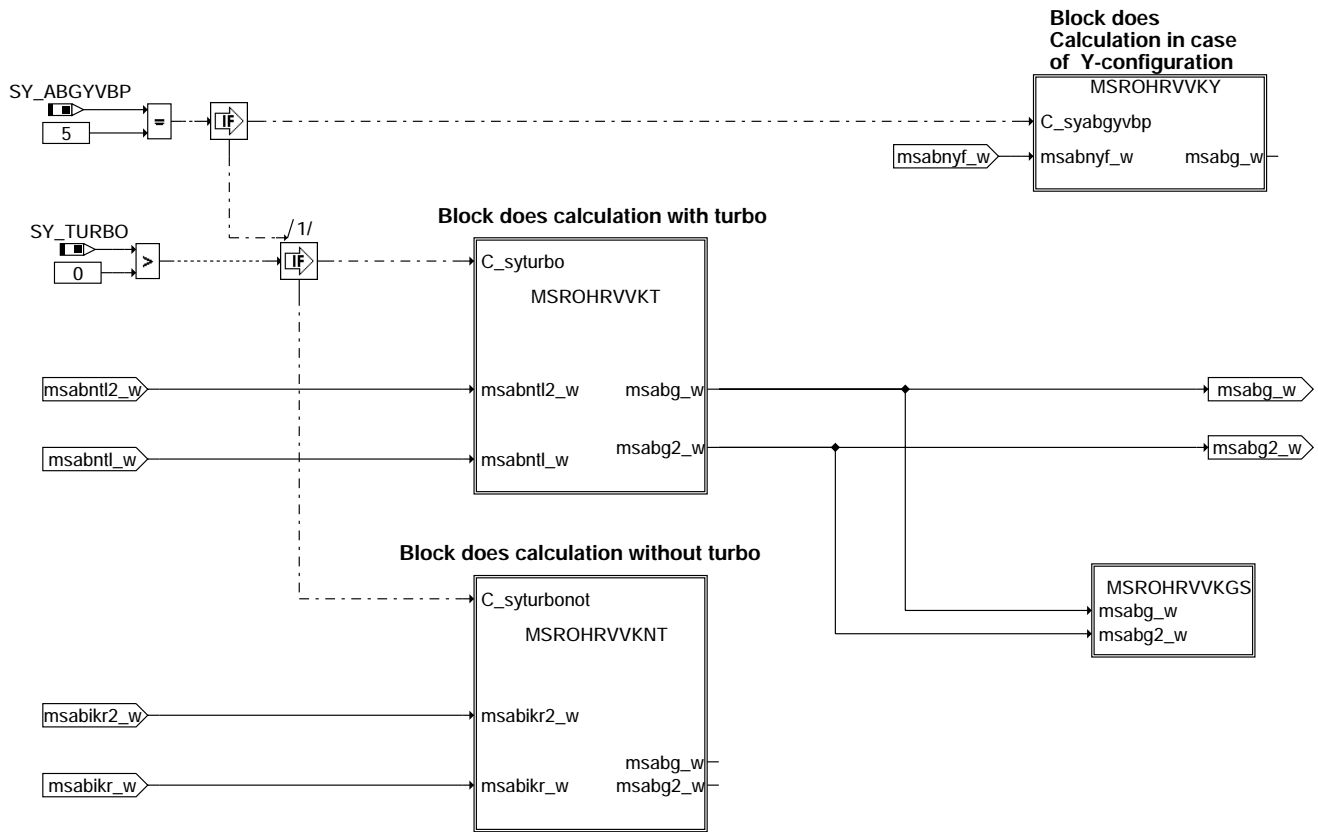 Block does
Calculation in case
of Y-configuration
MSROHRVVKY
SY_ABGYVBP
=
IF
C_syabgyvbp
5
msabnyf_w
msabnyf_w
msabg_w
Block does calculation with turbo
/1/
SY_TURBO
>
IF
C_syturbo
0
MSROHRVVKT
msabntl2_w
msabntl2_w
msabg_w
msabg_w
msabntl_w
msabntl_w
msabg2_w
msabg2_w
Block does calculation without turbo
C_syturbonot
MSROHRVVKGS
msabg_w
msabg2_w
MSROHRVVKNT
msabikr2_w
msabikr2_w
msabg_w
msabikr_w
msabikr_w
msabg2_w